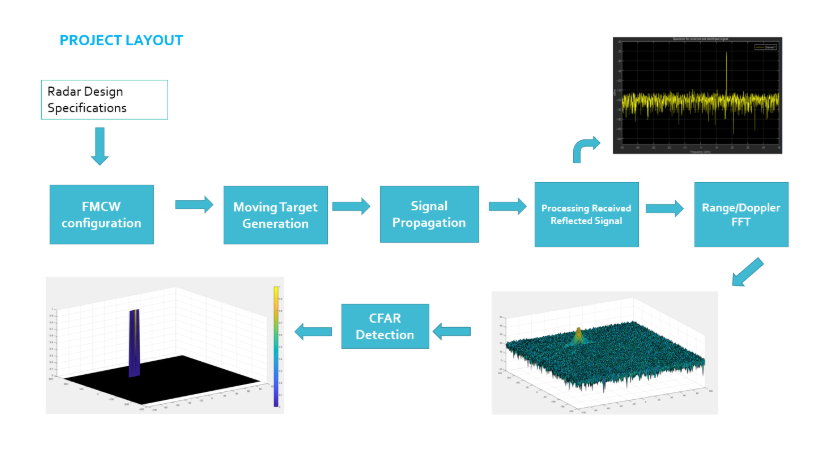 PROJECT LAYOUT
Radar Design
Specifications
FMCW
configuration
Moving Target
Generation
Signal
Propagation
Processing Received
Reflected Signal
Range/Doppler
FFT
CFAR
Detection